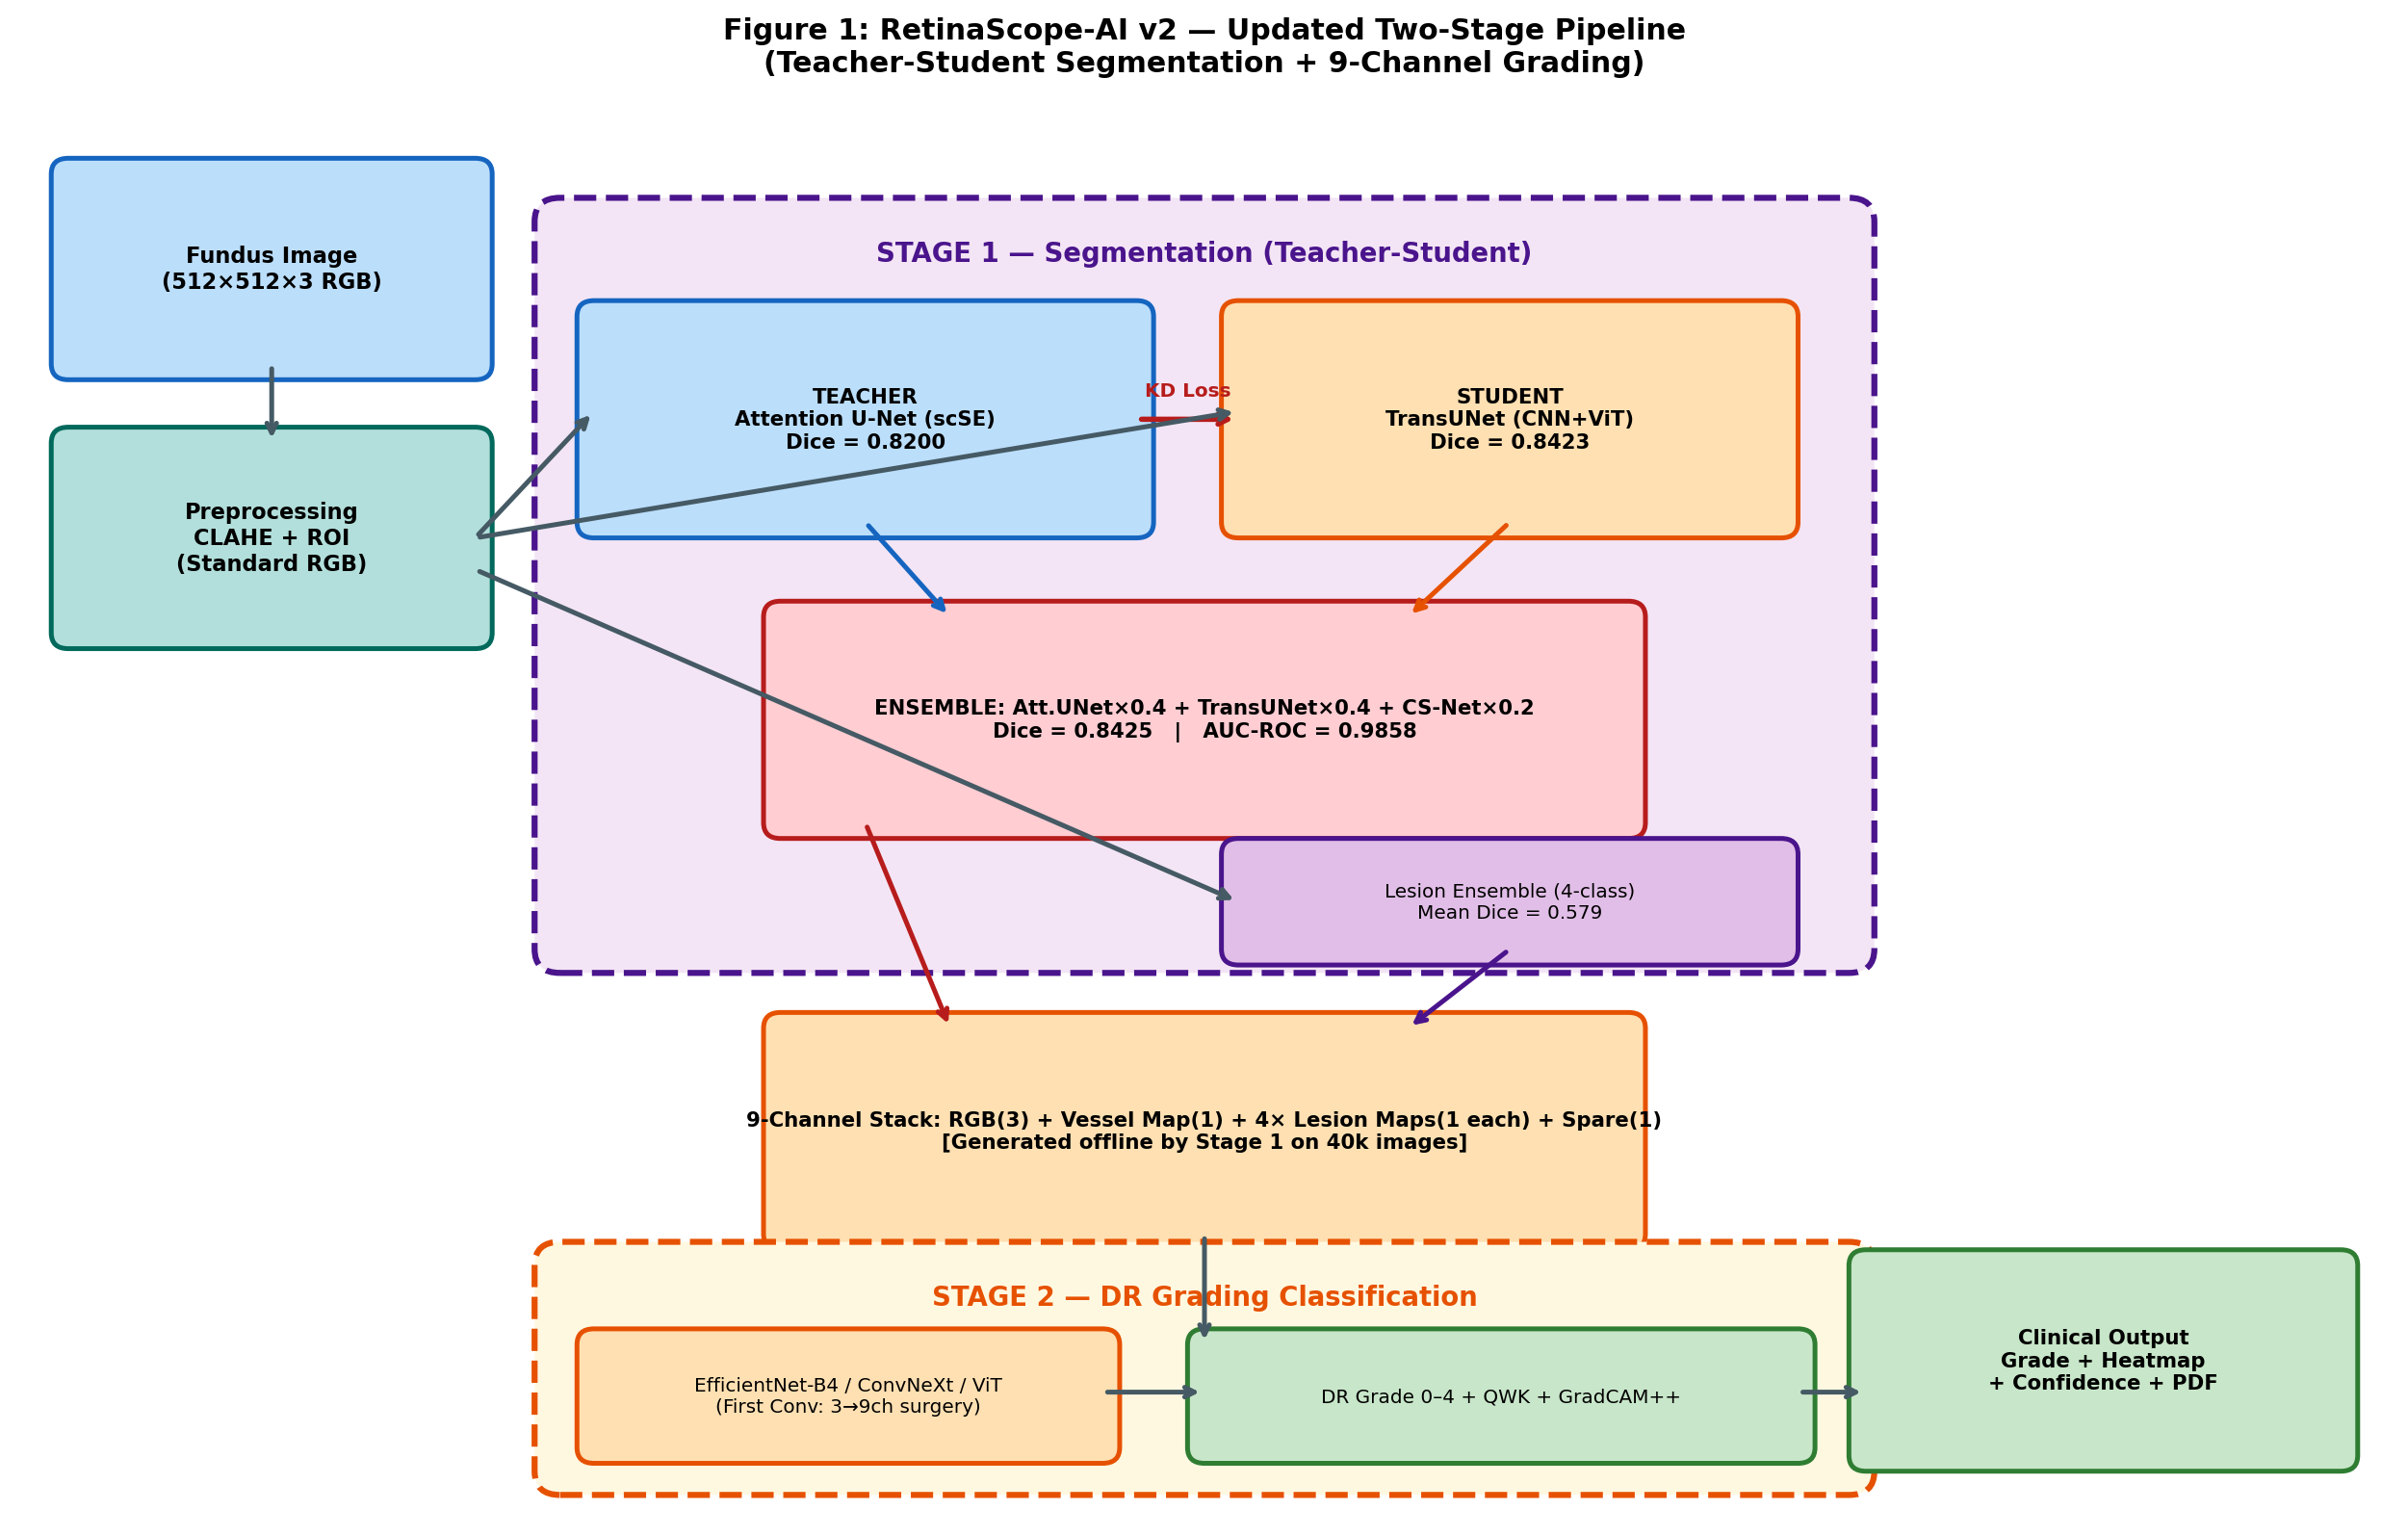 Figure 1: RetinaScope-AI v2 — Updated Two-Stage Pipeline
(Teacher-Student Segmentation + 9-Channel Grading)
Fundus Image
(512×512×3 RGB)
Preprocessing
CLAHE + ROI
(Standard RGB)
STAGE 1 — Segmentation (Teacher-Student)
TEACHER
Attention U-Net (scSE)
Dice = 0.8200
KD Loss
STUDENT
TransUNet (CNN+ViT)
Dice = 0.8423
ENSEMBLE: Att.UNet×0.4 + TransUNet×0.4 + CS-Net×0.2
Dice = 0.8425   |   AUC-ROC = 0.9858
Lesion Ensemble (4-class)
Mean Dice = 0.579
9-Channel Stack: RGB(3) + Vessel Map(1) + 4× Lesion Maps(1 each) + Spare(1)
[Generated offline by Stage 1 on 40k images]
STAGE 2 — DR Grading Classification
EfficientNet-B4 / ConvNeXt / ViT
(First Conv: 3→9ch surgery)
DR Grade 0–4 + QWK + GradCAM++
Clinical Output
Grade + Heatmap
+ Confidence + PDF